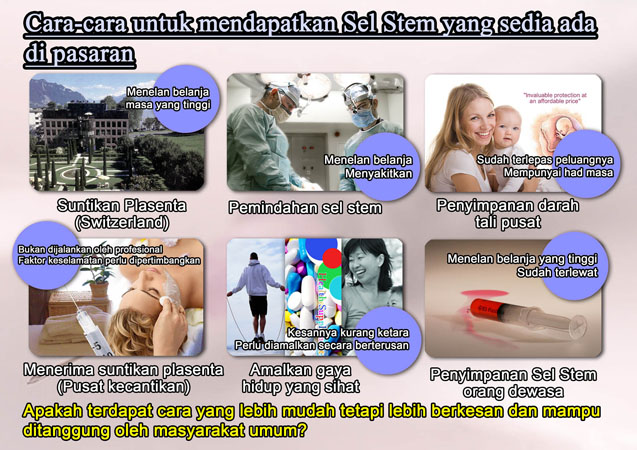 Cara-cara untuk mendapatkan Sel Stem yang sedia ada
di pasaran
Menelan belanja
masa yang tinggi
Suntikan Plasenta
(Switzerland)
Menelan belanja
Menyakitkan
Pemindahan sel stem
"Invaluable protection at
an affordable price"
Sudah terlepas peluangnya
Mempunyai had masa
Penyimpanan darah
tali pusat
Bukan dijalankan oleh profesional
Faktor keselamatan perlu dipertimbangkan
Menerima suntikan plasenta
(Pusat kecantikan)
Kesannya kurang ketara
Perlu diamalkan secara berterusan
Amalkan gaya
hidup yang sihat
Menelan belanja yang tinggi
Sudah terlewat
Penyimpanan Sel Stem
orang dewasa
Apakah terdapat cara yang lebih mudah tetapi lebih berkesan dan mampu
ditanggung oleh masyarakat umum?